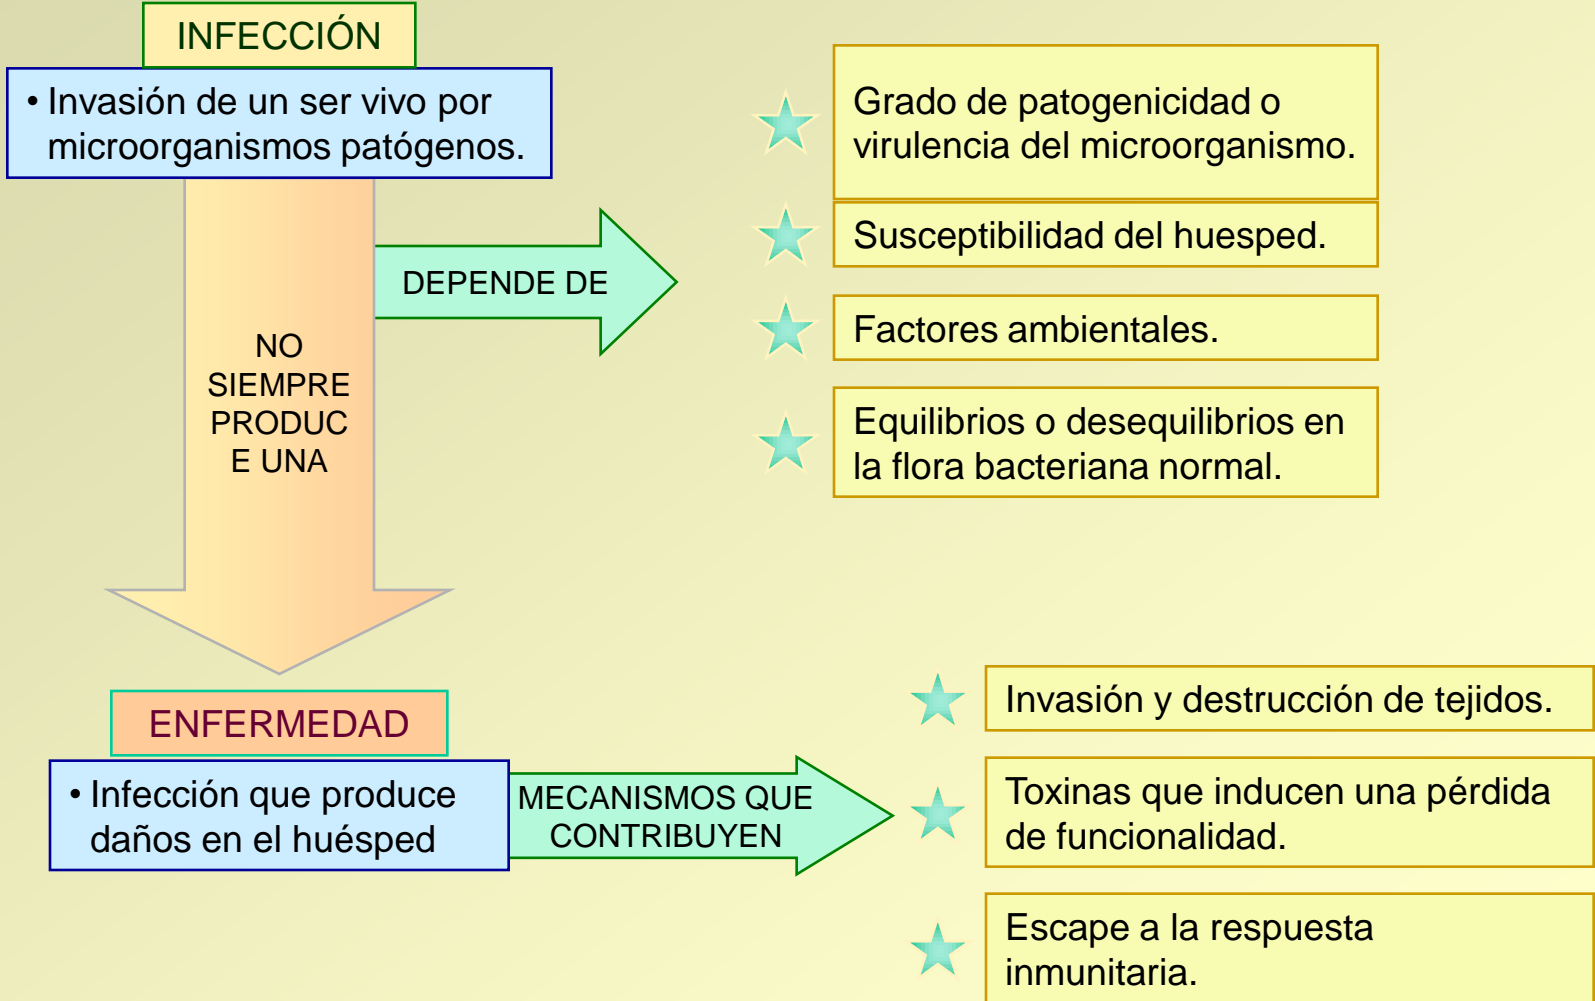 INFECCIÓN
• Invasión de un ser vivo por
microorganismos patógenos.
NO
SIEMPRE
PRODUC
E UNA
DEPENDE DE
Grado de patogenicidad o
virulencia del microorganismo.
Susceptibilidad del huesped.
Factores ambientales.
Equilibrios o desequilibrios en
la flora bacteriana normal.
ENFERMEDAD
• Infección que produce
daños en el huésped
MECANISMOS QUE
CONTRIBUYEN
Invasión y destrucción de tejidos.
Toxinas que inducen una pérdida
de funcionalidad.
Escape a la respuesta
inmunitaria.